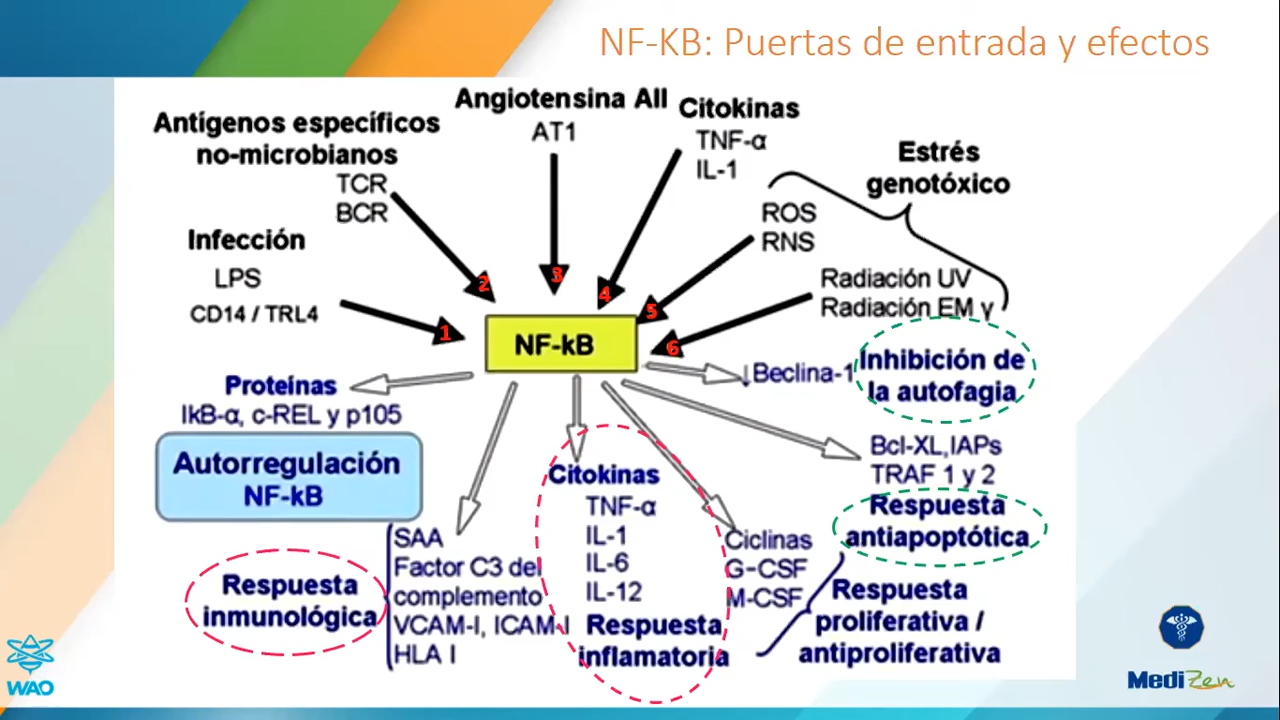 NF-KB: Puertas de entrada y efectos
Angiotensina AII
AT1
Citokinas
TNF-α
IL-1
Antígenos específicos
no-microbianos
TCR
BCR
Estrés
genotóxico
ROS
RNS
Infección
LPS
CD14 / TRL4
Radiación UV
Radiación EM γ
1
2
3
4
5
6
NF-kB
Proteínas
IkB-α, c-REL y p105
Autorregulación
NF-kB
↓Beclina-1
Inhibición de
la autofagia
Bcl-XL,IAPs
TRAF 1 y 2
Respuesta
antiapoptótica
Respuesta
inmunológica
SAA
Factor C3 del
complemento
VCAM-I, ICAM-I
HLA I
Citokinas
TNF-α
IL-1
IL-6
IL-12
Respuesta
inflamatoria
Ciclinas
G-CSF
M-CSF
Respuesta
proliferativa /
antiproliferativa
WAO
MediZen